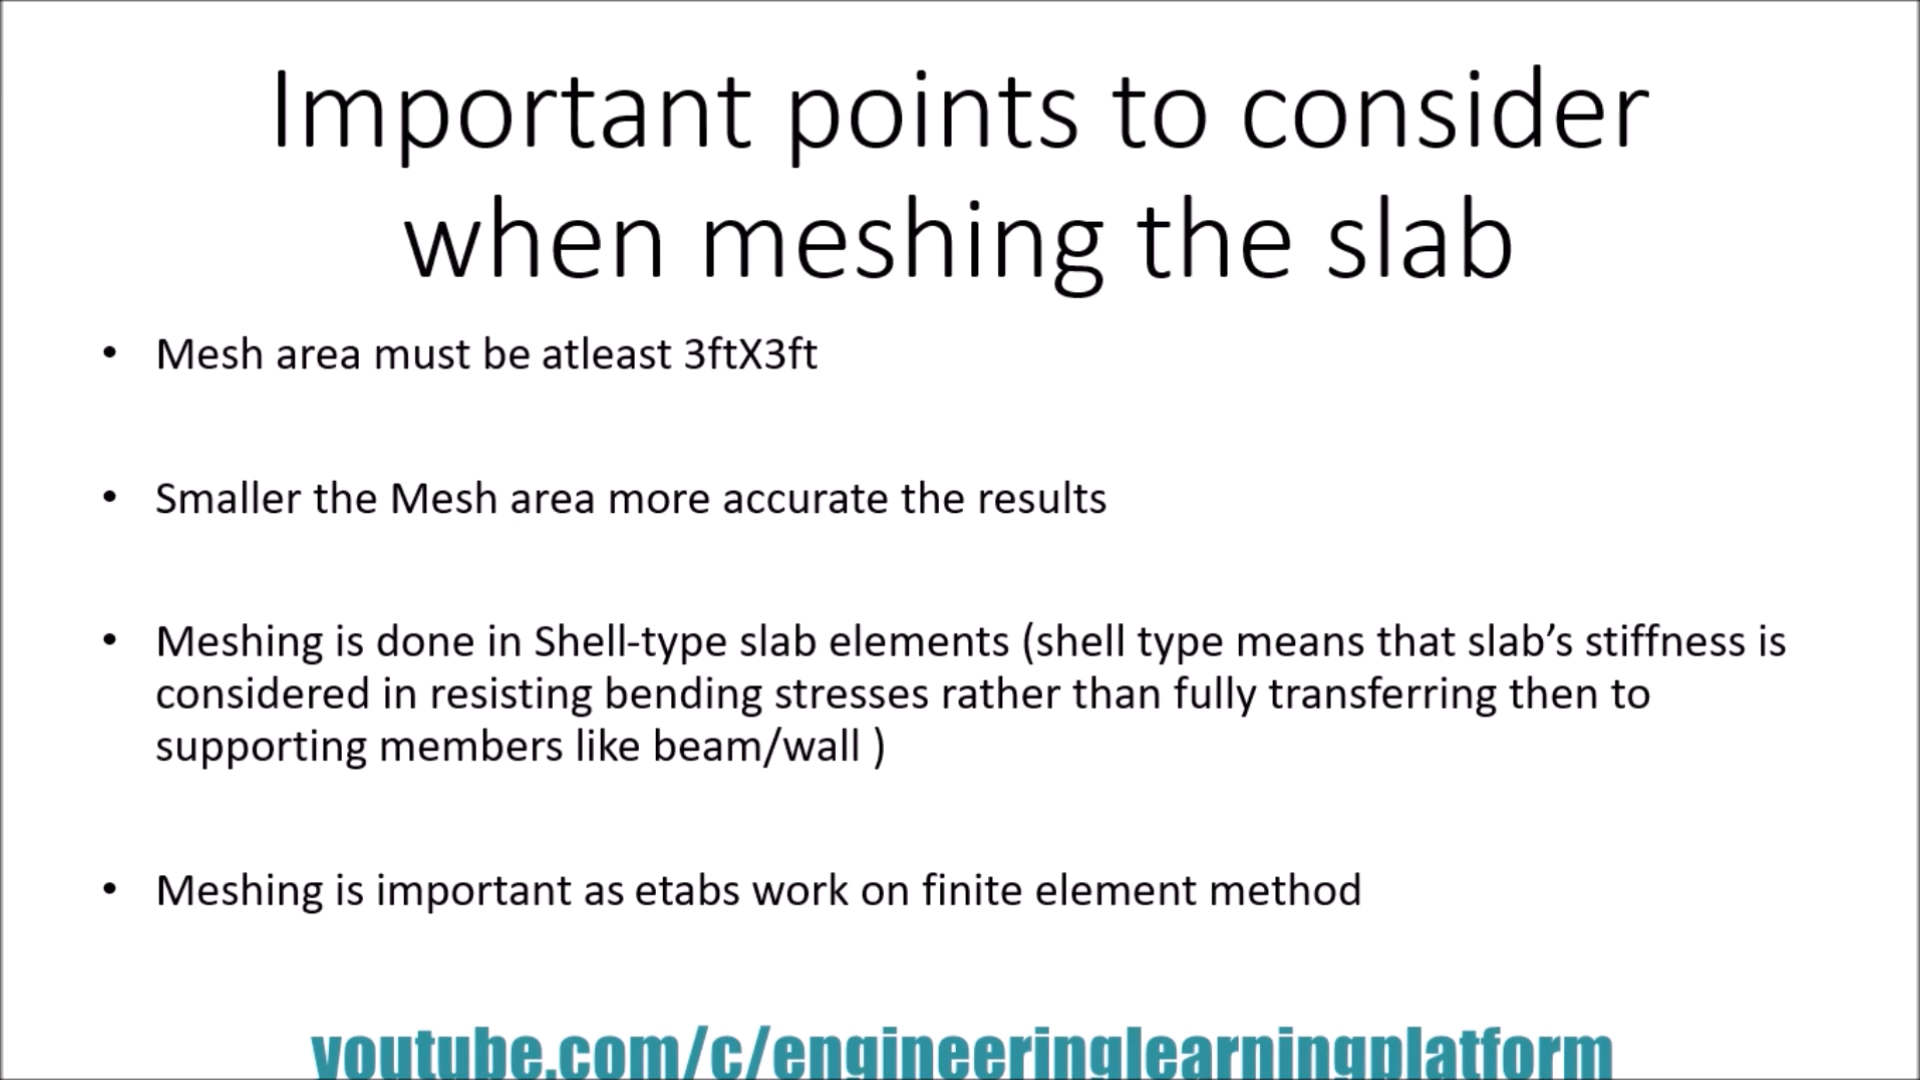 Important points to consider
when meshing the slab
• Mesh area must be atleast 3ftX3ft
• Smaller the Mesh area more accurate the results
• Meshing is done in Shell-type slab elements (shell type means that slab’s stiffness is
considered in resisting bending stresses rather than fully transferring then to
supporting members like beam/wall )
• Meshing is important as etabs work on finite element method
youtube.com/c/engineeringlearningplatform